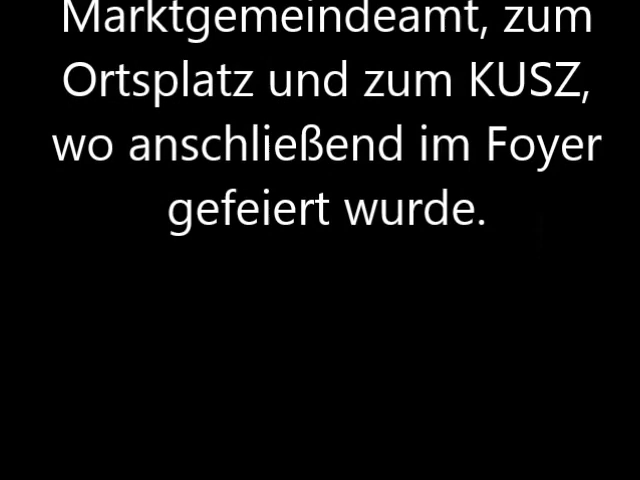 Marktgemeindeamt, zum
Ortsplatz und zum KUSZ,
wo anschließend im Foyer
gefeiert wurde.